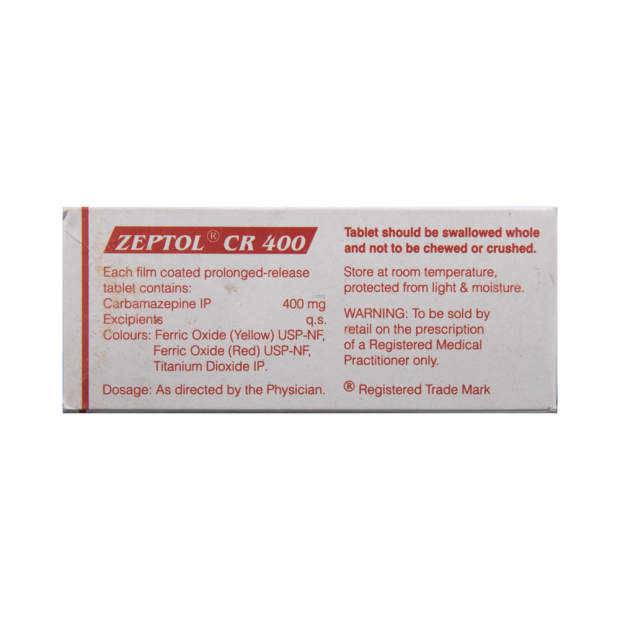 ZEPTOL® CR 400
Each film coated prolonged-release
tablet contains:
Carbamazepine IP 400 mg
Excipients q.s.
Colours: Ferric Oxide (Yellow) USP-NF,
Ferric Oxide (Red) USP-NF,
Titanium Dioxide IP.
Dosage: As directed by the Physician.
Tablet should be swallowed whole
and not to be chewed or crushed.
Store at room temperature,
protected from light & moisture.
WARNING: To be sold by
retail on the prescription
of a Registered Medical
Practitioner only.
® Registered Trade Mark